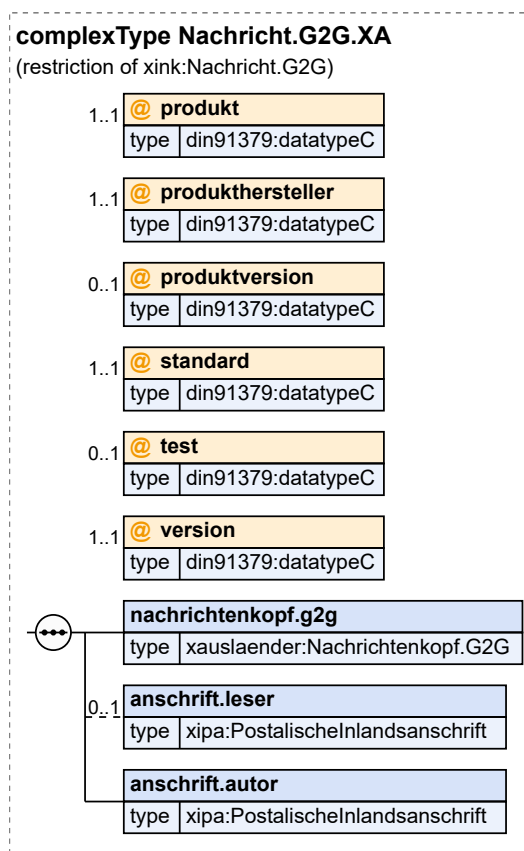 complexType Nachricht.G2G.XA
(restriction of xink:Nachricht.G2G)
1..1 @ produkt
type din91379:datatypeC
1..1 @ produkthersteller
type din91379:datatypeC
0..1 @ produktversion
type din91379:datatypeC
1..1 @ standard
type din91379:datatypeC
0..1 @ test
type din91379:datatypeC
1..1 @ version
type din91379:datatypeC
nachrichtenkopf.g2g
type xauslaender:Nachrichtenkopf.G2G
0..1 anschrift.leser
type xipa:PostalischeInlandsanschrift
anschrift.autor
type xipa:PostalischeInlandsanschrift